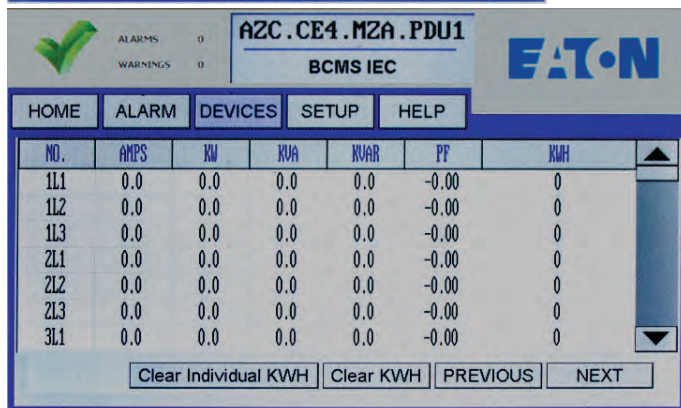 ALARMS 0
WARNINGS 0
AZC.CE4.MZA.PDU1
BCMS IEC
EATON
HOME ALARM DEVICES SETUP HELP
NO. AMPS KW KVA KVAR PF KWH
1L1 0.0 0.0 0.0 0.0 -0.00 0
1L2 0.0 0.0 0.0 0.0 -0.00 0
1L3 0.0 0.0 0.0 0.0 -0.00 0
2L1 0.0 0.0 0.0 0.0 -0.00 0
2L2 0.0 0.0 0.0 0.0 -0.00 0
2L3 0.0 0.0 0.0 0.0 -0.00 0
3L1 0.0 0.0 0.0 0.0 -0.00 0
Clear Individual KWH Clear KWH PREVIOUS NEXT